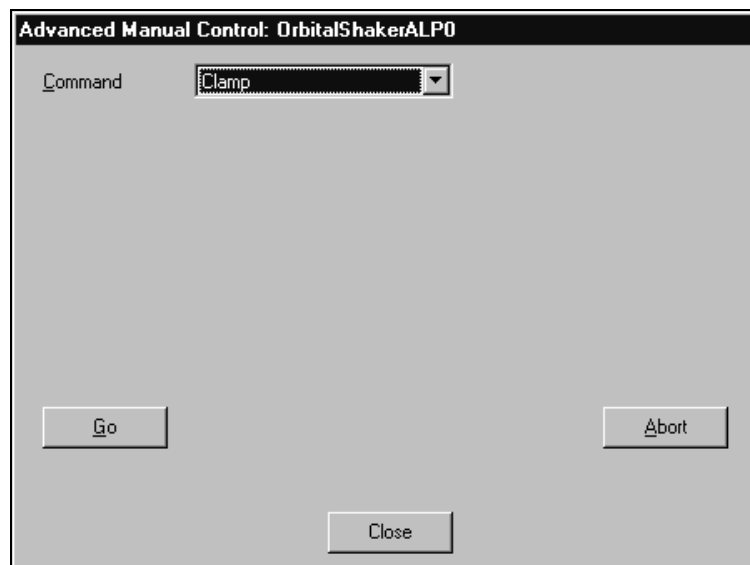 Advanced Manual Control: OrbitalShakerALP0
Command Clamp
Go Abort
Close